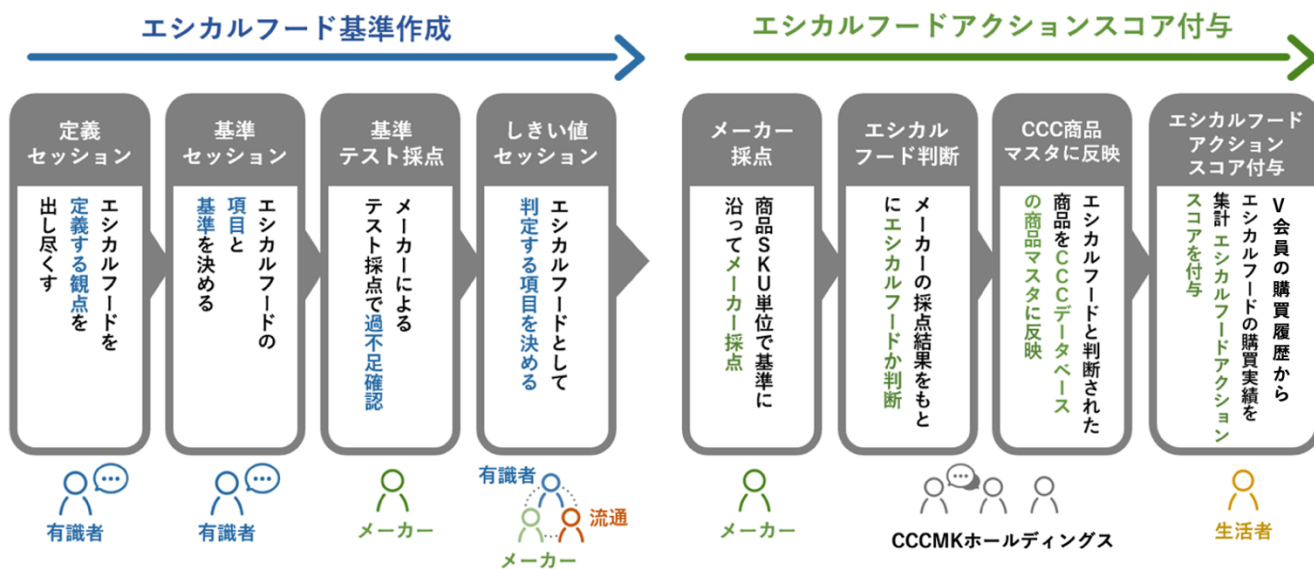 エシカルフード基準作成
エシカルフードアクションスコア付与
定義
セッション
エシカルフードを
定義する観点を
出し尽くす
基準
セッション
エシカルフードの
項目と
基準を決める
基準
テスト採点
メーカーによる
テスト採点で過不足確認
しきい値
セッション
エシカルフードとして
判定する項目を決める
メーカー
採点
商品SKU単位で基準に
沿ってメーカー採点
エシカル
フード判断
メーカーの採点結果をもと
にエシカルフードか判断
CCC商品
マスタに反映
エシカルフードと判断された
商品をCCCデータベース
の商品マスタに反映
エシカルフード
アクション
スコア付与
V会員の購買履歴から
エシカルフードの購買実績を
集計 エシカルフードアクション
スコアを付与
有識者
有識者
メーカー
有識者
流通
メーカー
メーカー
CCCMKホールディングス
生活者